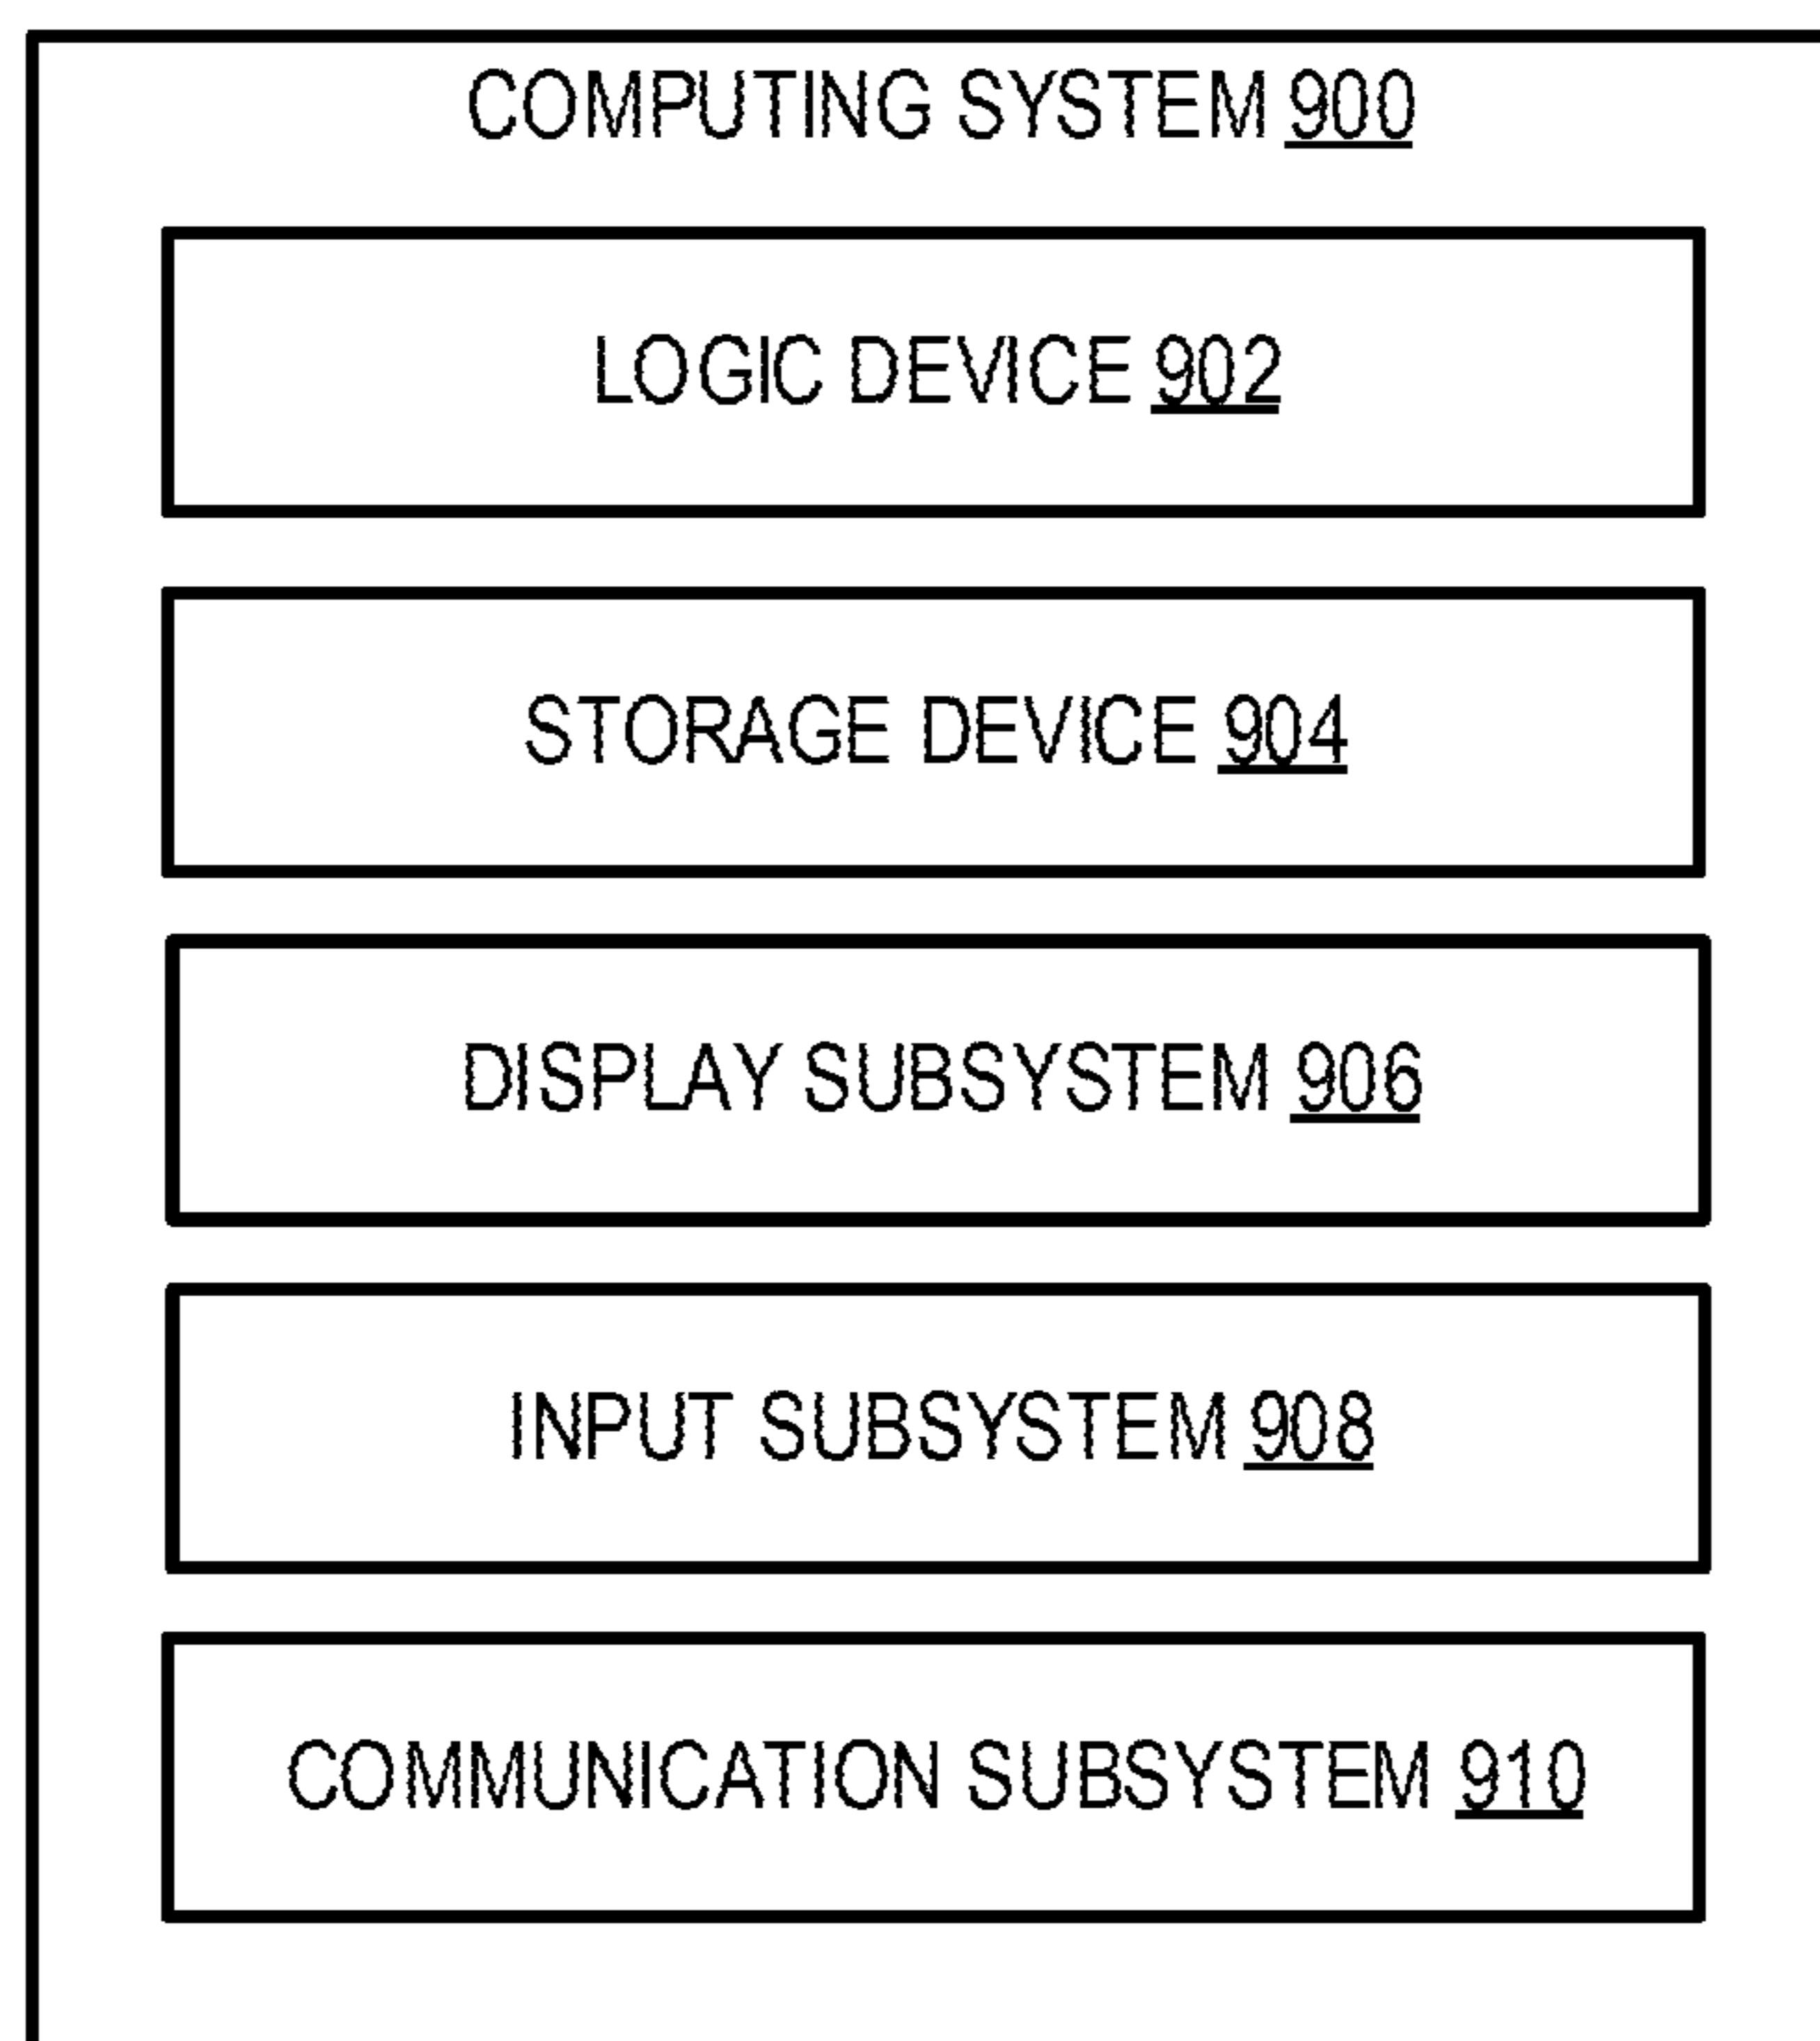 COMPUTING SYSTEM 900
LOGIC DEVICE 902
STORAGE DEVICE 904
DISPLAY SUBSYSTEM 906
INPUT SUBSYSTEM 908
COMMUNICATION SUBSYSTEM 910